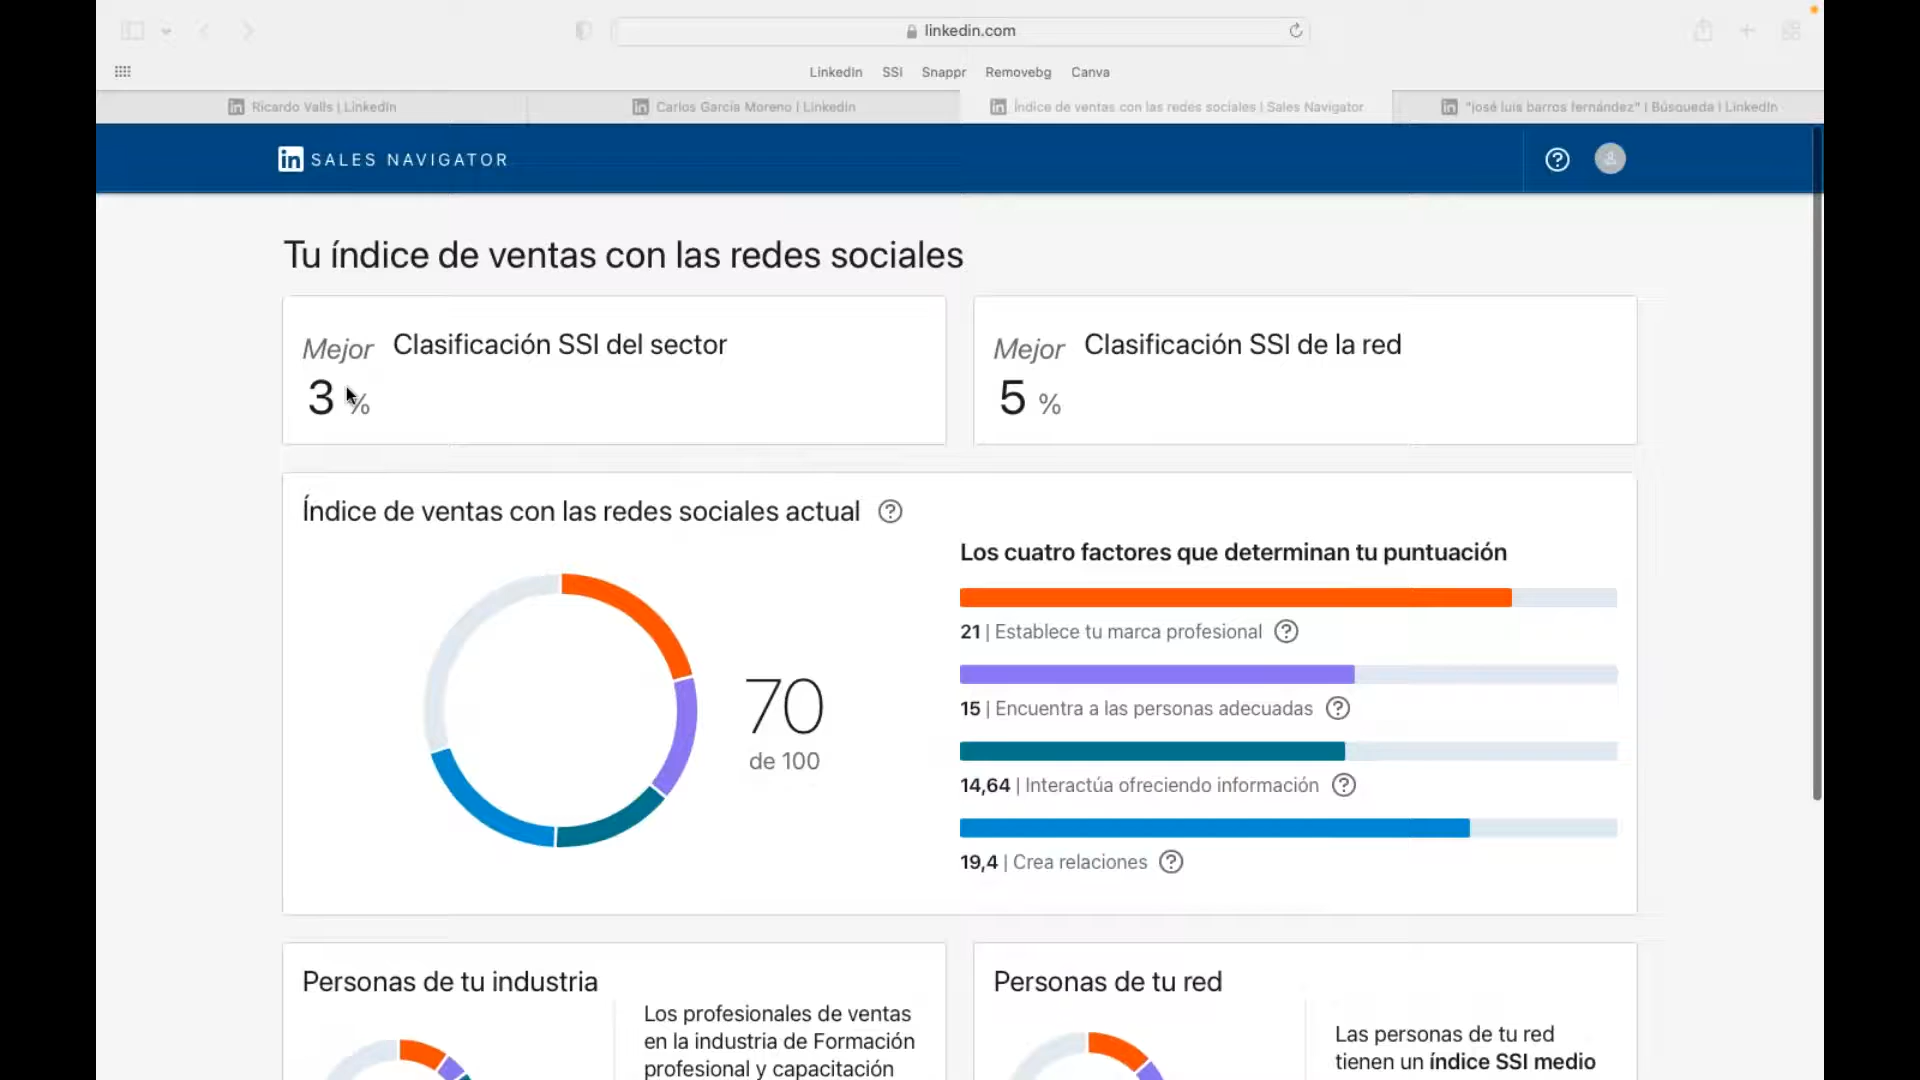 linkedin.com
LinkedIn SSI Snappr Removebg Canva
Ricardo Valls | LinkedIn
Carlos García Moreno | LinkedIn
Índice de ventas con las redes sociales | Sales Navigator
"josé luis barros fernández" | Búsqueda | LinkedIn
in SALES NAVIGATOR
Tu índice de ventas con las redes sociales
Mejor Clasificación SSI del sector
3 %
Mejor Clasificación SSI de la red
5 %
Índice de ventas con las redes sociales actual
70
de 100
Los cuatro factores que determinan tu puntuación
21 | Establece tu marca profesional
15 | Encuentra a las personas adecuadas
14,64 | Interactúa ofreciendo información
19,4 | Crea relaciones
Personas de tu industria
Los profesionales de ventas
en la industria de Formación
profesional y capacitación
Personas de tu red
Las personas de tu red
tienen un índice SSI medio